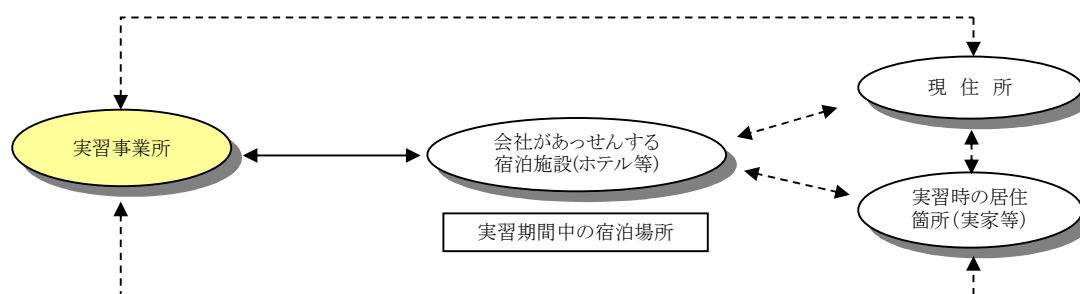 現 住 所
実習事業所
会社があっせんする
宿泊施設(ホテル等)
実習時の居住
箇所(実家等)
実習期間中の宿泊場所